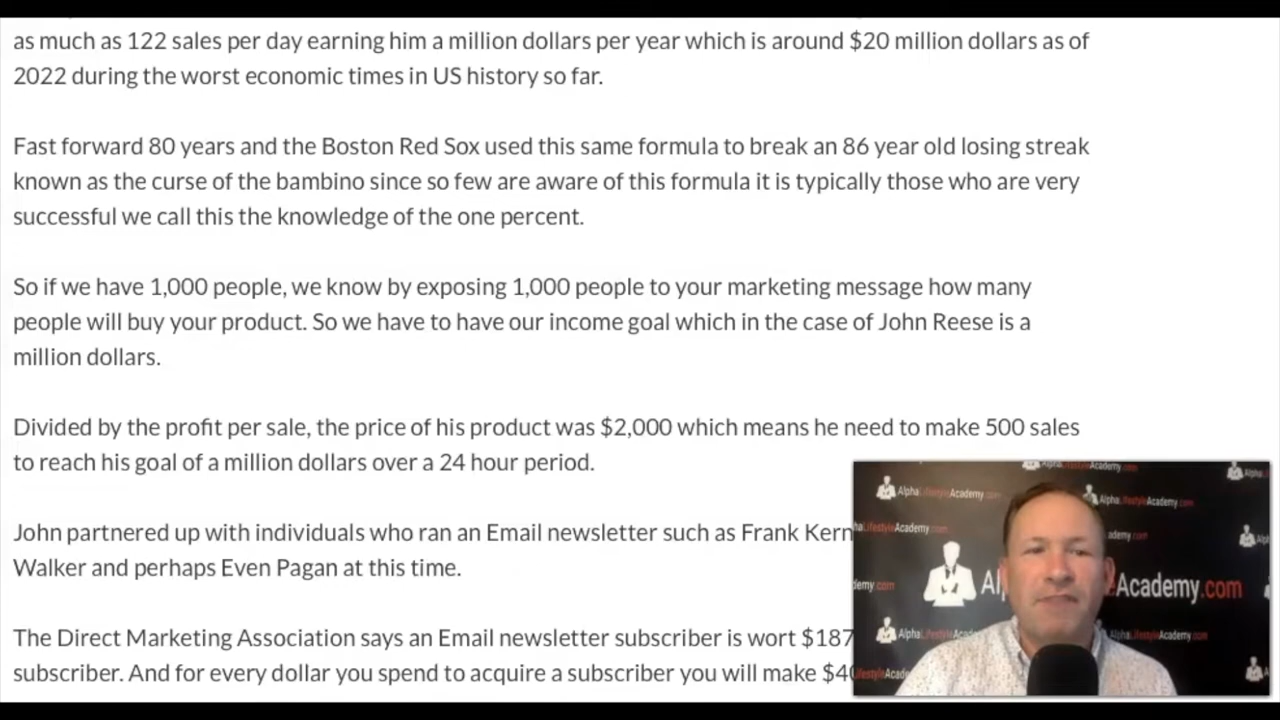 as much as 122 sales per day earning him a million dollars per year which is around $20 million dollars as of
2022 during the worst economic times in US history so far.
Fast forward 80 years and the Boston Red Sox used this same formula to break an 86 year old losing streak
known as the curse of the bambino since so few are aware of this formula it is typically those who are very
successful we call this the knowledge of the one percent.
So if we have 1,000 people, we know by exposing 1,000 people to your marketing message how many
people will buy your product. So we have to have our income goal which in the case of John Reese is a
million dollars.
Divided by the profit per sale, the price of his product was $2,000 which means he need to make 500 sales
to reach his goal of a million dollars over a 24 hour period.
John partnered up with individuals who ran an Email newsletter such as Frank Kern
Walker and perhaps Even Pagan at this time.
The Direct Marketing Association says an Email newsletter subscriber is wort $187
subscriber. And for every dollar you spend to acquire a subscriber you will make
AlphaLifestyleAcademy.com
AlphaLifestyleAcademy.com
Academy.com
AlphaLifestyleAcademy.com